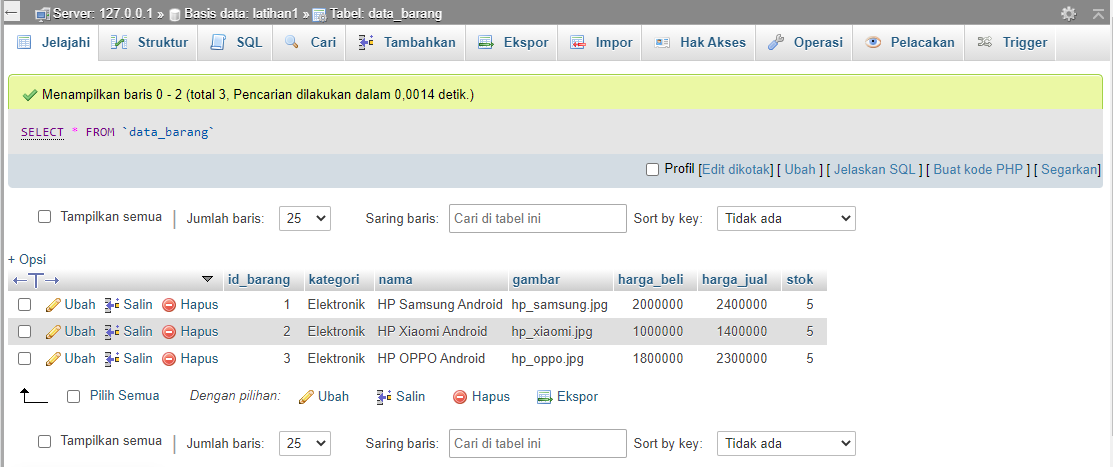 Server: 127.0.0.1 » Basis data: latihan1 » Tabel: data_barang
Jelajahi Struktur SQL Cari Tambahkan Ekspor Impor Hak Akses Operasi Pelacakan Trigger
Menampilkan baris 0 - 2 (total 3, Pencarian dilakukan dalam 0,0014 detik.)
SELECT * FROM `data_barang`
Profil [Edit dikotak] [ Ubah ] [ Jelaskan SQL ] [ Buat kode PHP ] [ Segarkan]
Tampilkan semua | Jumlah baris: 25 Saring baris: Cari di tabel ini Sort by key: Tidak ada
+ Opsi
←T→ id_barang kategori nama gambar harga_beli harga_jual stok
Ubah Salin Hapus 1 Elektronik HP Samsung Android hp_samsung.jpg 2000000 2400000 5
Ubah Salin Hapus 2 Elektronik HP Xiaomi Android hp_xiaomi.jpg 1000000 1400000 5
Ubah Salin Hapus 3 Elektronik HP OPPO Android hp_oppo.jpg 1800000 2300000 5
Pilih Semua Dengan pilihan: Ubah Salin Hapus Ekspor
Tampilkan semua | Jumlah baris: 25 Saring baris: Cari di tabel ini Sort by key: Tidak ada